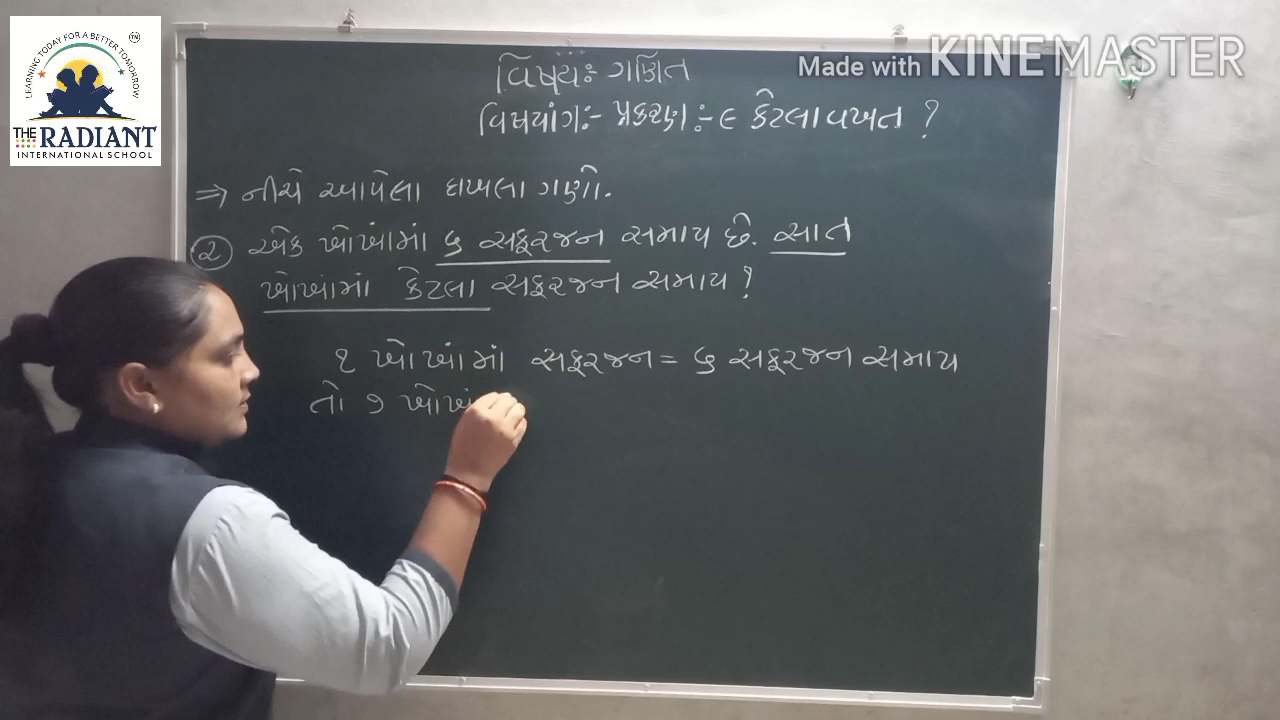 LEARNING TODAY FOR A BETTER TOMORROW
TM
THE RADIANT
INTERNATIONAL SCHOOL
Made with KINEMASTER
વિષય:- ગણિત
વિષયાંગ:- પ્રકરણ:- ૯ કેટલા વખત ?
⇒ નીચે આપેલા દાખલા ગણો.
૨ એક ખોખાંમાં ૬ સફરજન સમાય છે. સાત
ખોખાંમાં કેટલા સફરજન સમાય ?
૧ ખોખાંમાં સફરજન = ૬ સફરજન સમાય
તો ૭ ખોખાં